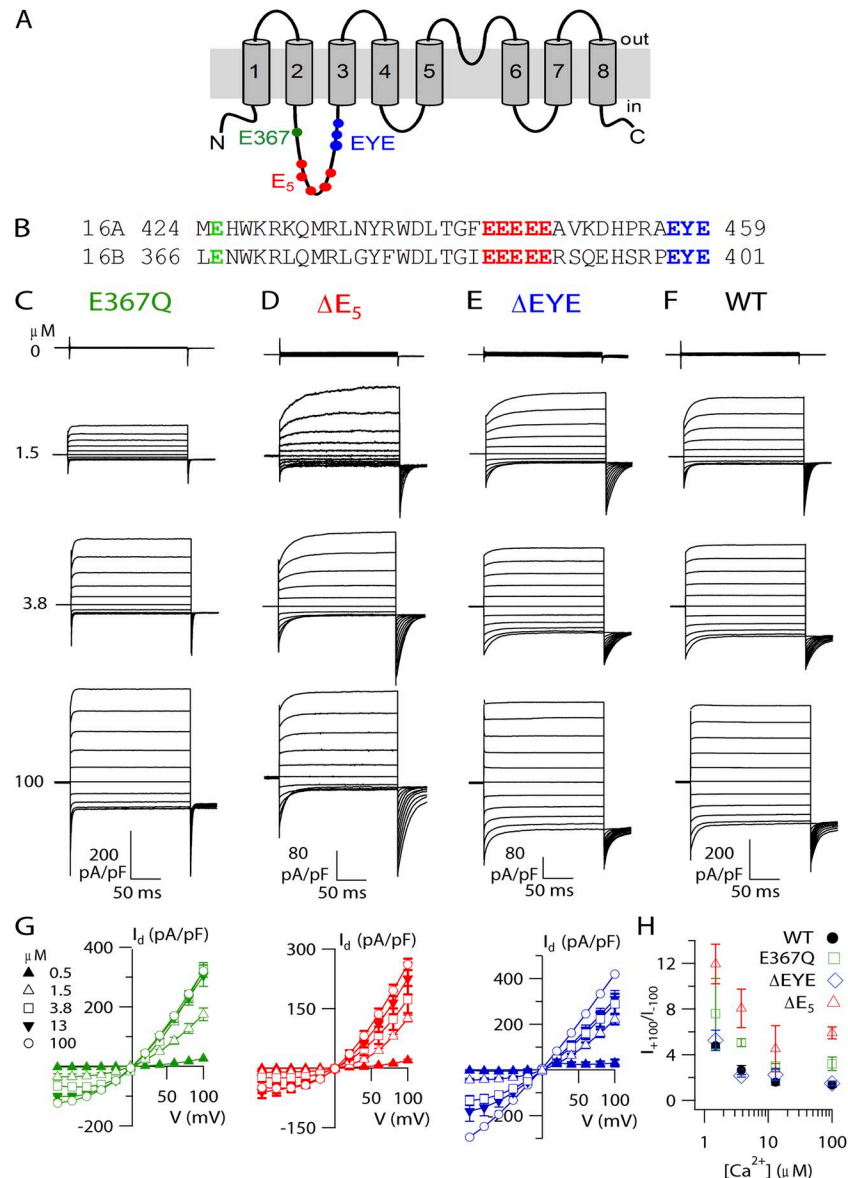 A
out
1 2 3 4 5 6 7 8
in
N
E367
EYE
C
E5
B
16A 424 MEHWKRKQMRLNYRWDLTGFEEEEEAVKDHPRAEYE 459
16B 366 LENWKRLQMRLGYFWDLTGIEEEEERSQEHSRPEYE 401
C E367Q D ΔE5 E ΔEYE F WT
μM
0
1.5
3.8
100
200 pA/pF 50 ms
80 pA/pF 50 ms
80 pA/pF 50 ms
200 pA/pF 50 ms
G
μM
0.5
1.5
3.8
13
100
Id (pA/pF)
400
200
-200
50 100
V (mV)
Id (pA/pF)
300
150
-150
50 100
V (mV)
Id (pA/pF)
400
200
-200
50 100
V (mV)
H
WT
E367Q
ΔEYE
ΔE5
I+100/I-100
12
8
4
0
1 10 100
[Ca2+] (μM)